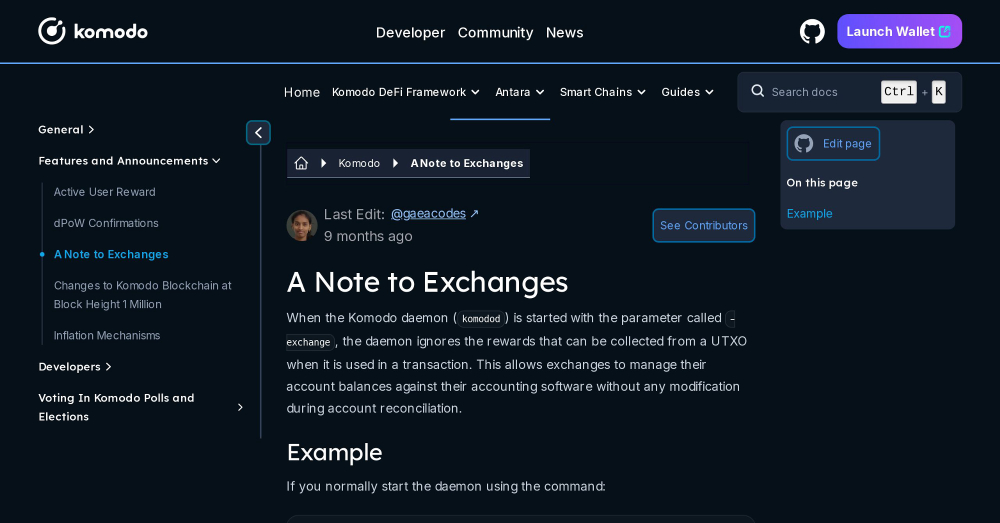 komodo
Developer Community News
Launch Wallet
Home Komodo DeFi Framework Antara Smart Chains Guides
Search docs Ctrl + K
General
Features and Announcements
Active User Reward
dPoW Confirmations
A Note to Exchanges
Changes to Komodo Blockchain at
Block Height 1 Million
Inflation Mechanisms
Developers
Voting In Komodo Polls and
Elections
Komodo A Note to Exchanges
Last Edit: @gaeacodes ↗
9 months ago
See Contributors
A Note to Exchanges
When the Komodo daemon (komodod) is started with the parameter called -
exchange, the daemon ignores the rewards that can be collected from a UTXO
when it is used in a transaction. This allows exchanges to manage their
account balances against their accounting software without any modification
during account reconciliation.
Example
If you normally start the daemon using the command:
Edit page
On this page
Example